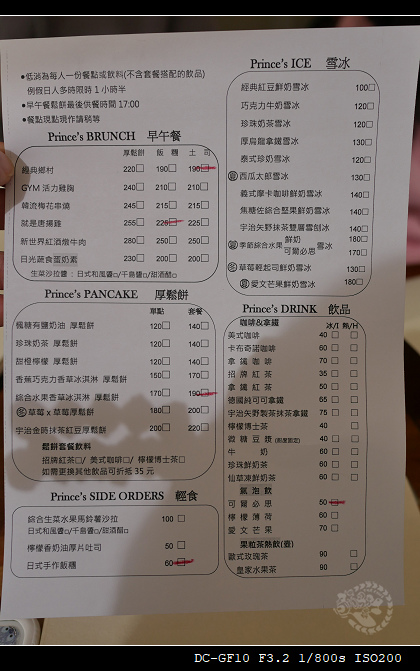 ●低消為每人一份餐點或飲料(不含套餐搭配的飲品)
例假日人多時限時 1 小時半
●早午餐鬆餅最後供餐時間 17:00
●餐點現點現作請稍等
Prince's BRUNCH 早午餐
厚鬆餅 飯糰 土司
經典鄉村 220□ 190□ 190□
GYM 活力雞胸 240□ 210□ 210□
韓流梅花串燒 245□ 215□ 215□
就是唐揚雞 255□ 225□ 225□
新世界紅酒燉牛肉 280□ 250□ 250□
日光蔬食蛋奶素 230□ 200□ 200□
生菜沙拉醬：日式和風醬□/千島醬□/甜酒醋□
Prince's PANCAKE 厚鬆餅
單點 套餐
楓糖有鹽奶油 厚鬆餅 120□ 140□
珍珠奶茶 厚鬆餅 120□ 140□
甜橙檸檬 厚鬆餅 120□ 140□
香蕉巧克力香草冰淇淋 厚鬆餅 150□ 170□
綜合水果香草冰淇淋 厚鬆餅 170□ 190□
冬 草莓 x 草莓厚鬆餅 180□ 200□
宇治金時抹茶紅豆厚鬆餅 200□ 220□
鬆餅套餐飲料
招牌紅茶□/ 美式咖啡□/ 檸檬博士茶□
如需更換其他飲品可折抵 35 元
Prince's SIDE ORDERS 輕食
綜合生菜水果馬鈴薯沙拉 100 □
日式和風醬□/千島醬□/甜酒醋□
檸檬香奶油厚片吐司 50 □
日式手作飯糰 60□
Prince's ICE 雪冰
經典紅豆鮮奶雪冰 100□
巧克力牛奶雪冰 120□
珍珠奶茶雪冰 120□
厚烏龍拿鐵雪冰 130□
泰式珍奶雪冰 120□
夏 西瓜太郎雪冰 130□
義式摩卡咖啡鮮奶雪冰 140□
焦糖佐綜合堅果鮮奶雪冰 140□
宇治矢野抹茶雙層雪刨冰 140□
季節綜合水果 鮮奶 可爾必思 雪冰 180□ 170□
冬 草莓輕起司鮮奶雪冰 130□
夏 愛文芒果鮮奶雪冰 180□
Prince's DRINK 飲品
咖啡&拿鐵 冰/I 熱/H
美式咖啡 40 □ □
卡布奇諾咖啡 60 □ □
拿鐵咖啡 60 □ □
招牌紅茶 35 □ □
拿鐵紅茶 50 □ □
德國純可可拿鐵 65 □ □
宇治矢野製茶抹茶拿鐵 75 □ □
檸檬博士茶 40 □ □
微糖豆漿 40 □ □
牛奶 60 □ □
珍珠鮮奶茶 60 □ □
仙草凍鮮奶茶 60 □ □
氣泡飲
可爾必思 50 □
檸檬薄荷 60 □
愛文芒果 70 □
果粒茶熱飲(壺)
歐式玫瑰茶 90 □
皇家水果茶 90 □
DC-GF10 F3.2 1/800s ISO200